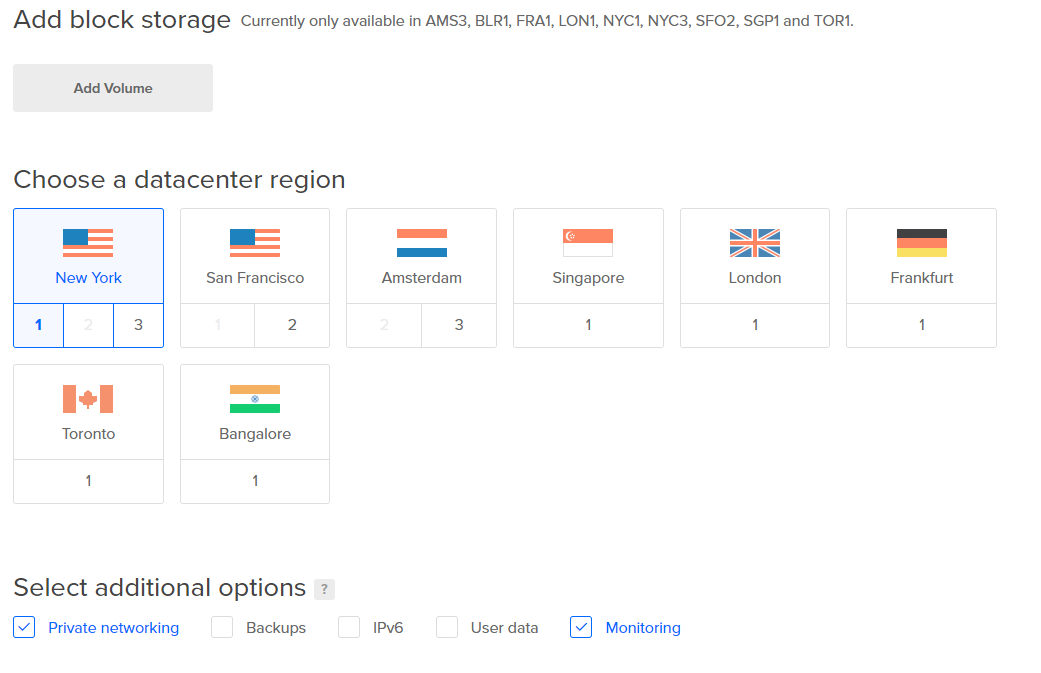 Add block storage Currently only available in AMS3, BLR1, FRA1, LON1, NYC1, NYC3, SFO2, SGP1 and TOR1.
Add Volume
Choose a datacenter region
New York San Francisco Amsterdam Singapore London Frankfurt
1 2 3 1 2 2 3 1 1 1
Toronto Bangalore
1 1
Select additional options ?
Private networking Backups IPv6 User data Monitoring